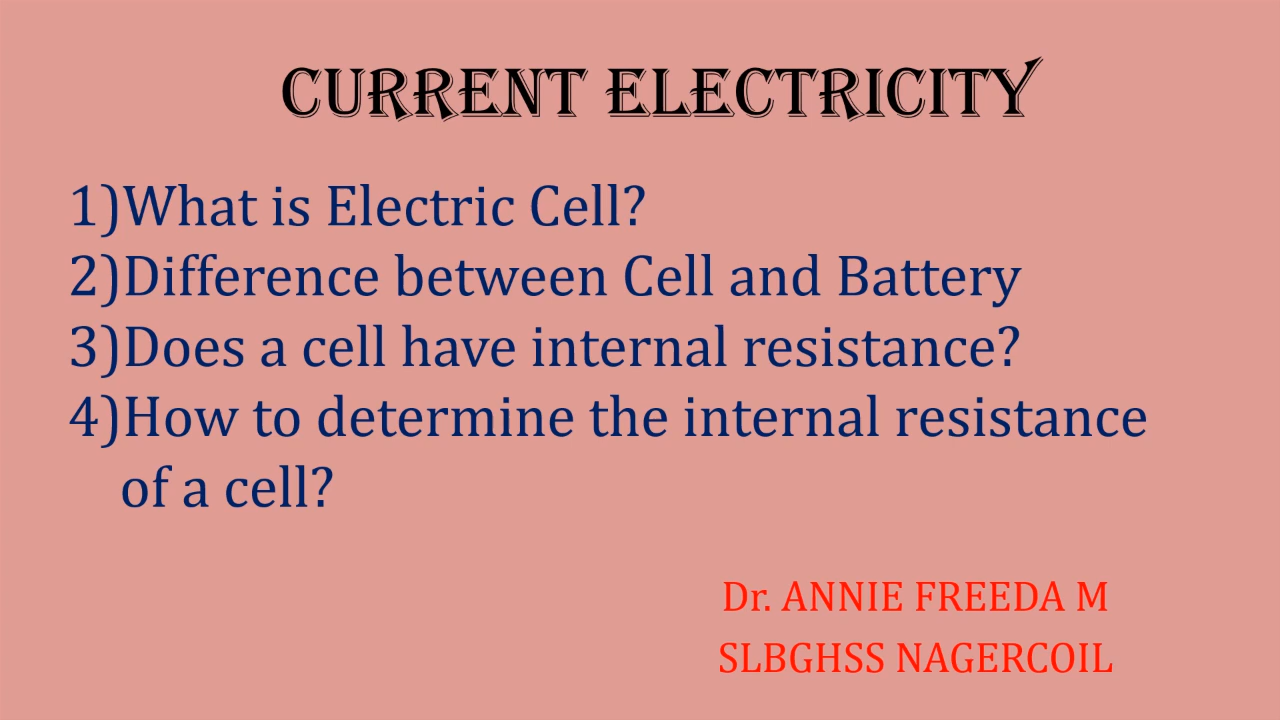 CURRENT ELECTRICITY
1)What is Electric Cell?
2)Difference between Cell and Battery
3)Does a cell have internal resistance?
4)How to determine the internal resistance
of a cell?
Dr. ANNIE FREEDA M
SLBGHSS NAGERCOIL